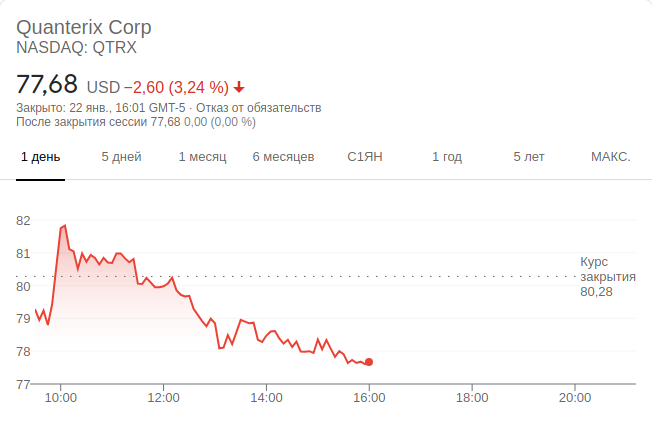 Quanterix Corp
NASDAQ: QTRX
77,68 USD −2,60 (3,24 %)
Закрыто: 22 янв., 16:01 GMT-5 · Отказ от обязательств
После закрытия сессии 77,68 0,00 (0,00 %)
1 день 5 дней 1 месяц 6 месяцев С1ЯН 1 год 5 лет МАКС.
82
81
80
79
78
77
Курс
закрытия
80,28
10:00 12:00 14:00 16:00 18:00 20:00